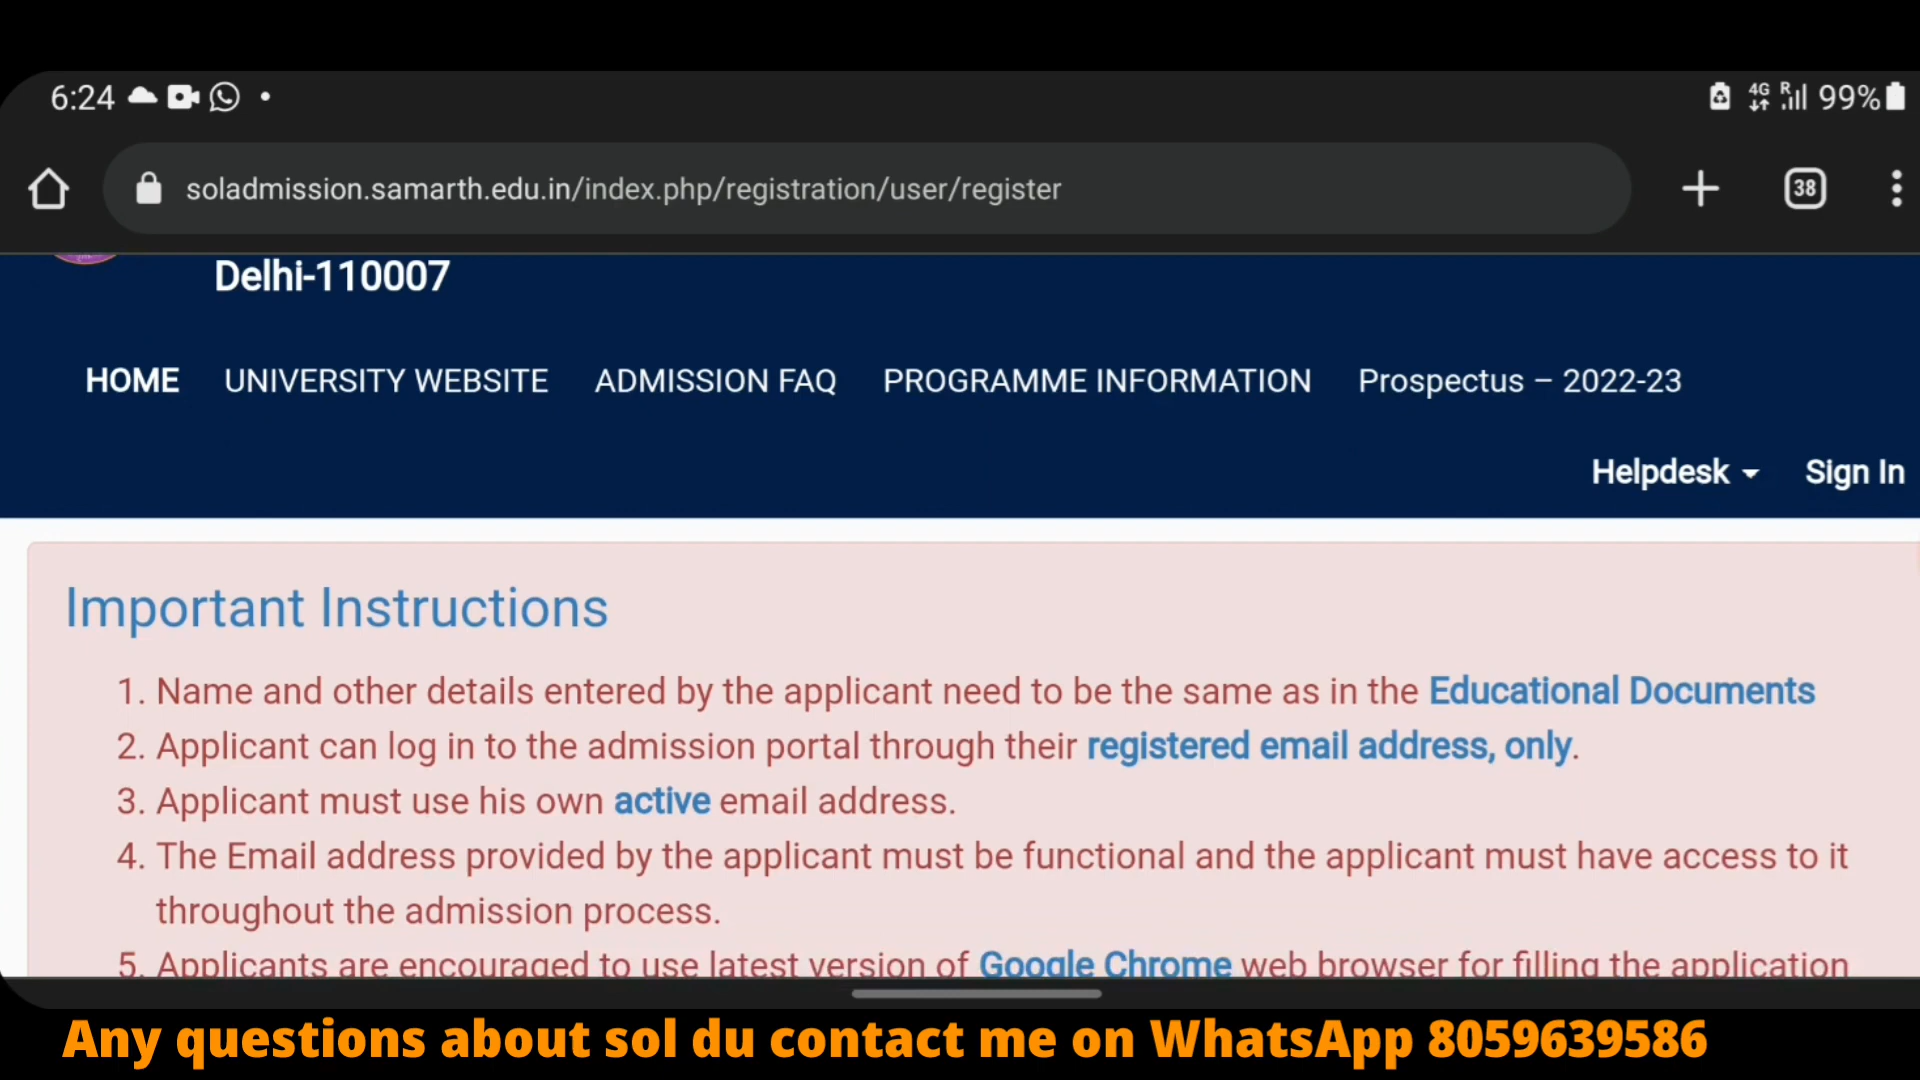 6:24
4G R 99%
soladmission.samarth.edu.in/index.php/registration/user/register
38
Delhi-110007
HOME UNIVERSITY WEBSITE ADMISSION FAQ PROGRAMME INFORMATION Prospectus – 2022-23
Helpdesk Sign In
Important Instructions
1. Name and other details entered by the applicant need to be the same as in the Educational Documents
2. Applicant can log in to the admission portal through their registered email address, only.
3. Applicant must use his own active email address.
4. The Email address provided by the applicant must be functional and the applicant must have access to it
throughout the admission process.
5. Applicants are encouraged to use latest version of Google Chrome web browser for filling the application
Any questions about sol du contact me on WhatsApp 8059639586